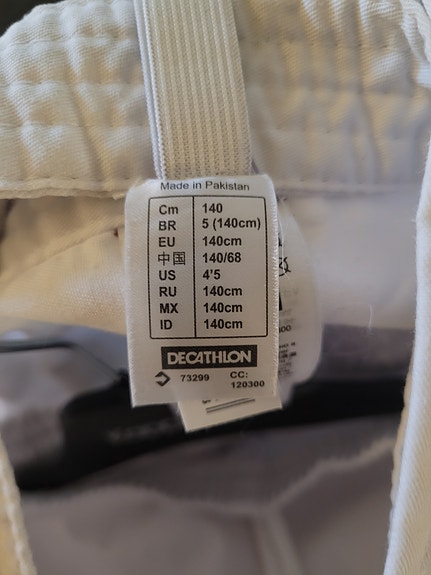 Made in Pakistan
Cm 140
BR 5 (140cm)
EU 140cm
中国 140/68
US 4'5
RU 140cm
MX 140cm
ID 140cm
DECATHLON
73299 CC:
120300